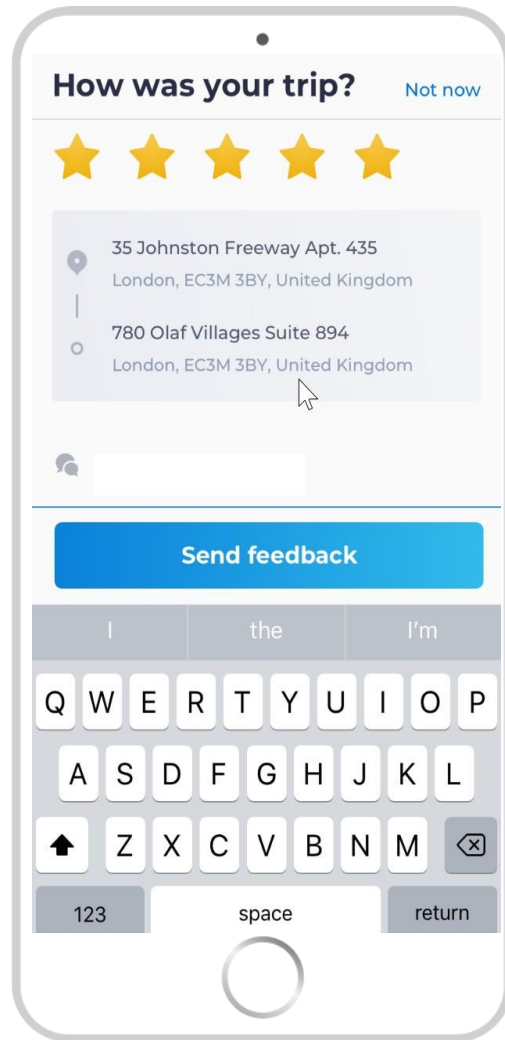 How was your trip?
Not now
35 Johnston Freeway Apt. 435
London, EC3M 3BY, United Kingdom
780 Olaf Villages Suite 894
London, EC3M 3BY, United Kingdom
Send feedback
I the I'm
Q W E R T Y U I O P
A S D F G H J K L
Z X C V B N M
123 space return